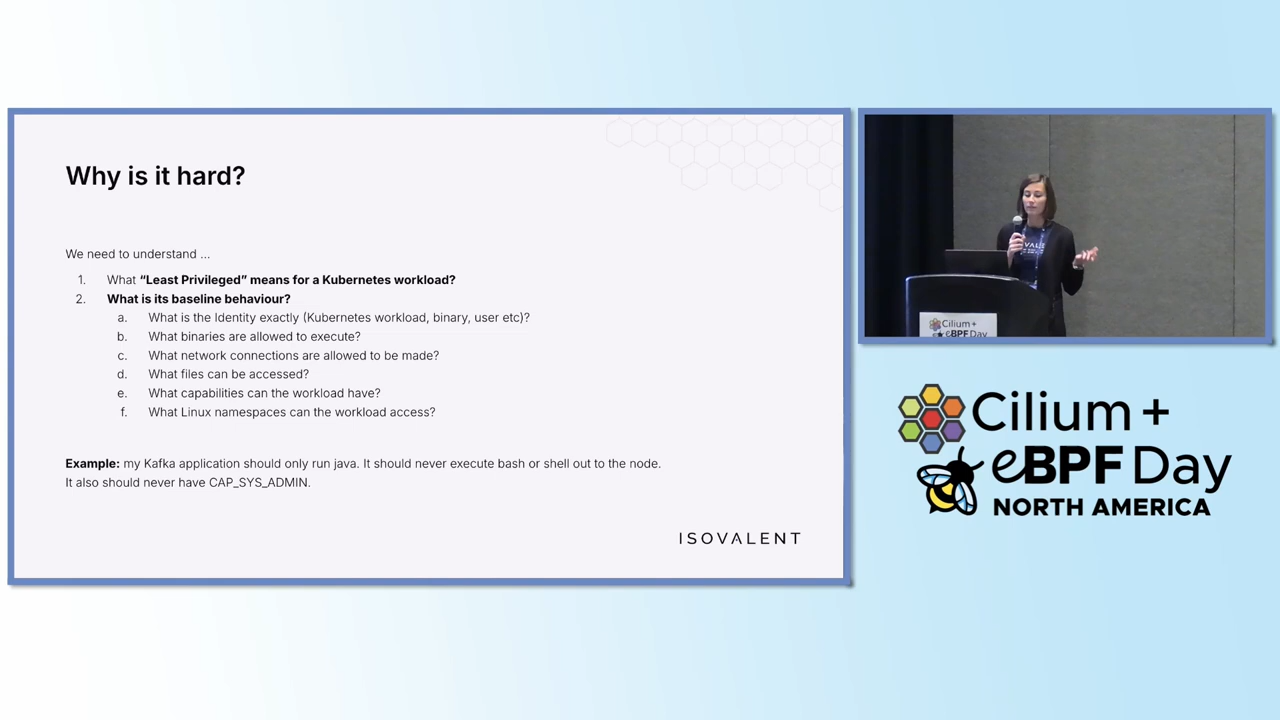 Why is it hard?
We need to understand ...
1. What “Least Privileged” means for a Kubernetes workload?
2. What is its baseline behaviour?
a. What is the Identity exactly (Kubernetes workload, binary, user etc)?
b. What binaries are allowed to execute?
c. What network connections are allowed to be made?
d. What files can be accessed?
e. What capabilities can the workload have?
f. What Linux namespaces can the workload access?
Example: my Kafka application should only run java. It should never execute bash or shell out to the node.
It also should never have CAP_SYS_ADMIN.
ISOVALENT
Cilium +
eBPF Day
Cilium +
eBPF Day
NORTH AMERICA